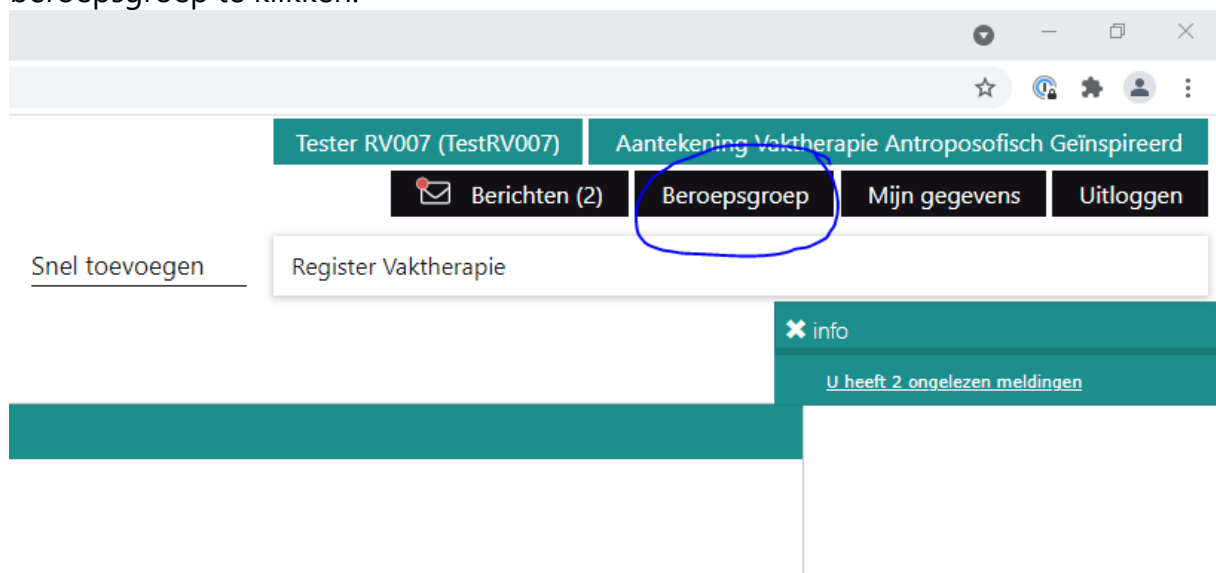 beroepsgroep te klikken.
Tester RV007 (TestRV007) Aantekening Vaktherapie Antroposofisch Geïnspireerd
Berichten (2) Beroepsgroep Mijn gegevens Uitloggen
Snel toevoegen Register Vaktherapie
info
U heeft 2 ongelezen meldingen